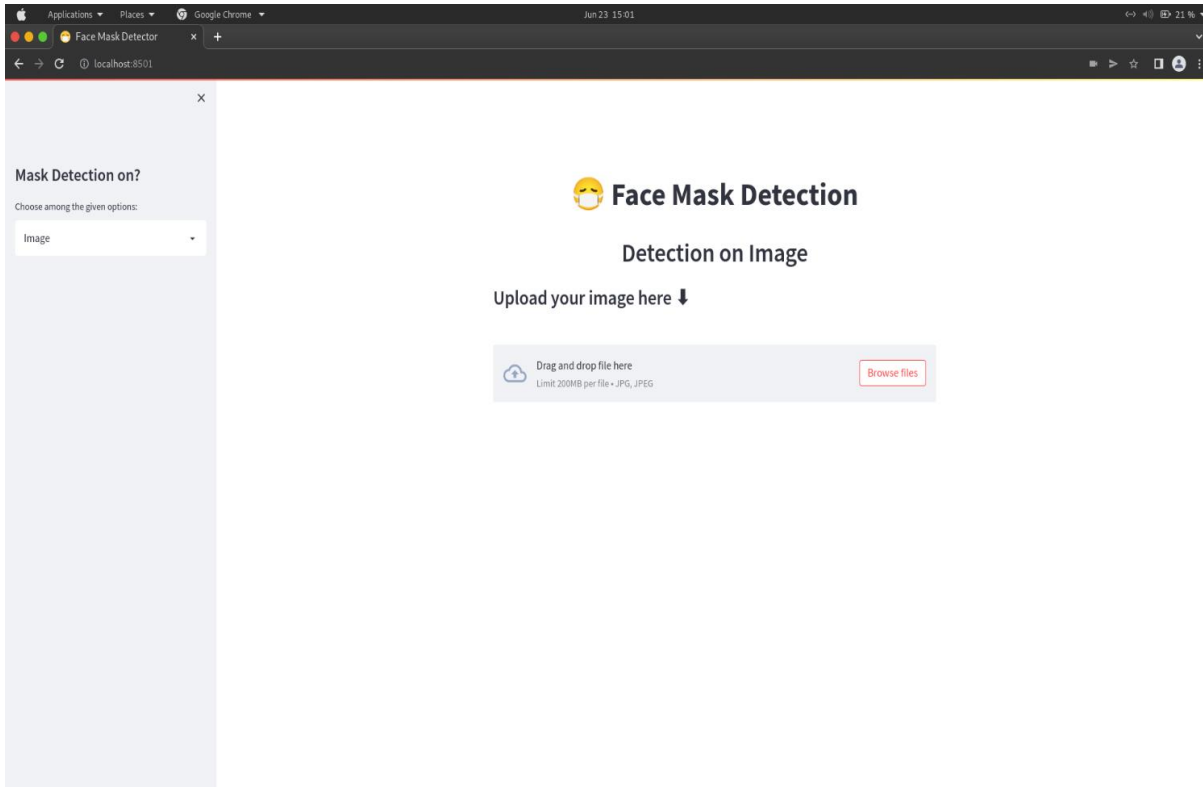 Applications Places Google Chrome Jun 23 15:01 21 %
Face Mask Detector
localhost:8501
Mask Detection on?
Choose among the given options:
Image
Face Mask Detection
Detection on Image
Upload your image here
Drag and drop file here
Limit 200MB per file • JPG, JPEG
Browse files